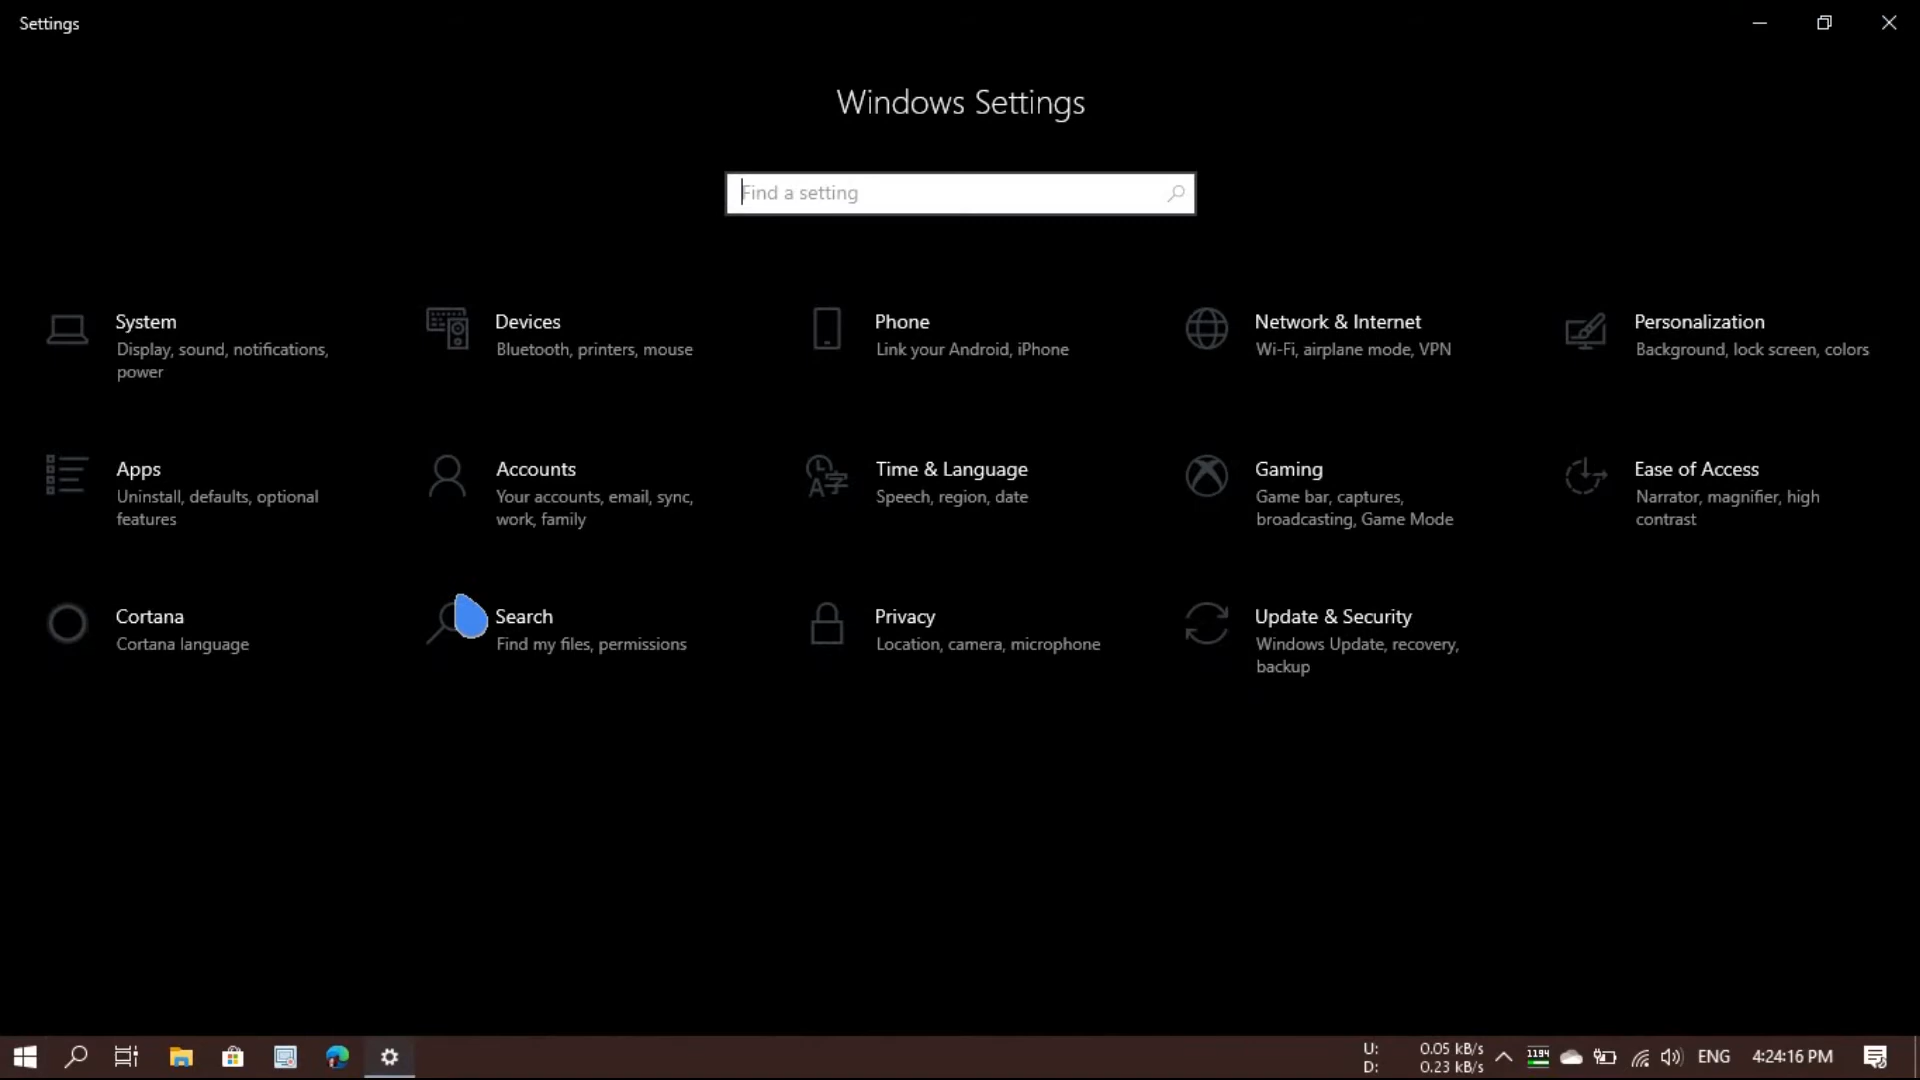 Settings
Windows Settings
Find a setting
System
Display, sound, notifications,
power
Devices
Bluetooth, printers, mouse
Phone
Link your Android, iPhone
Network & Internet
Wi-Fi, airplane mode, VPN
Personalization
Background, lock screen, colors
Apps
Uninstall, defaults, optional
features
Accounts
Your accounts, email, sync,
work, family
Time & Language
Speech, region, date
Gaming
Game bar, captures,
broadcasting, Game Mode
Ease of Access
Narrator, magnifier, high
contrast
Cortana
Cortana language
Search
Find my files, permissions
Privacy
Location, camera, microphone
Update & Security
Windows Update, recovery,
backup
U: 0.05 kB/s
D: 0.23 kB/s
1194
ENG
4:24:16 PM